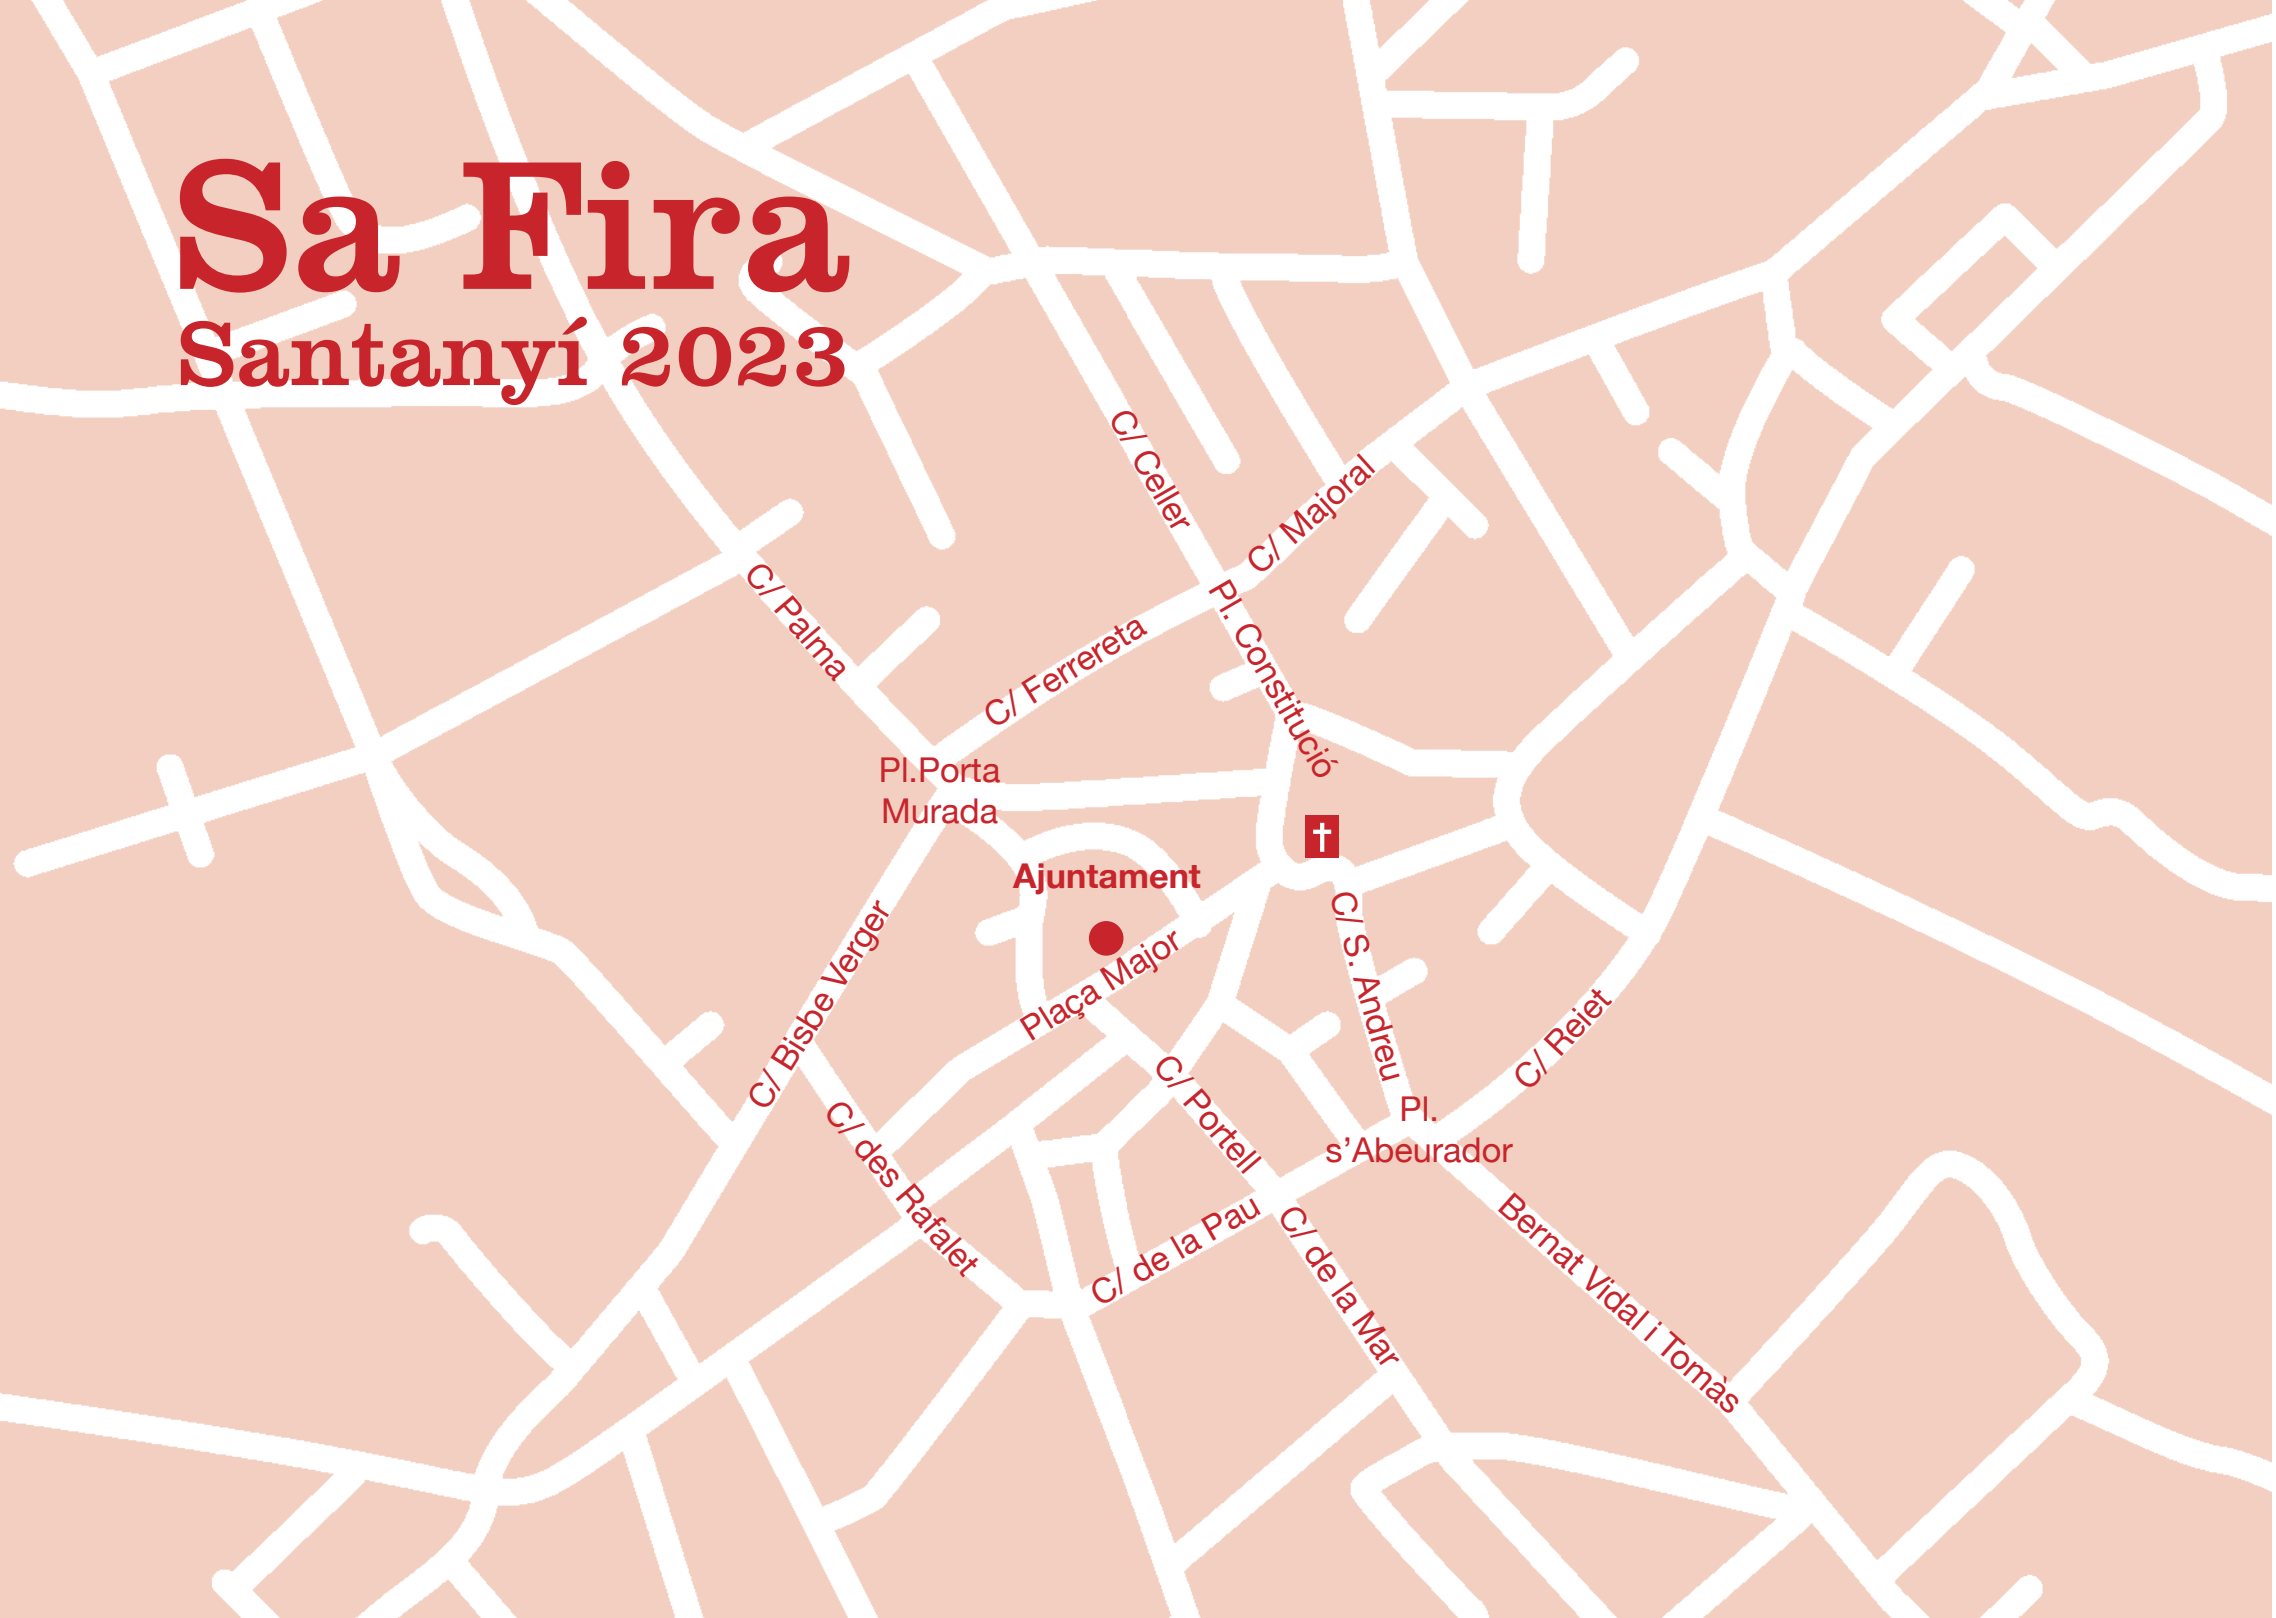 Sa Fira
Santanyí 2023
C/ Celler
C/ Majoral
C/ Palma
C/ Ferrereta
Pl. Constitució
Pl.Porta
Murada
Ajuntament
C/ Bisbe Verger
Plaça Major
C/ S. Andreu
C/ Reiet
C/ des Rafalet
C/ Portell
Pl.
s’Abeurador
C/ de la Pau
C/ de la Mar
Bernat Vidal i Tomàs